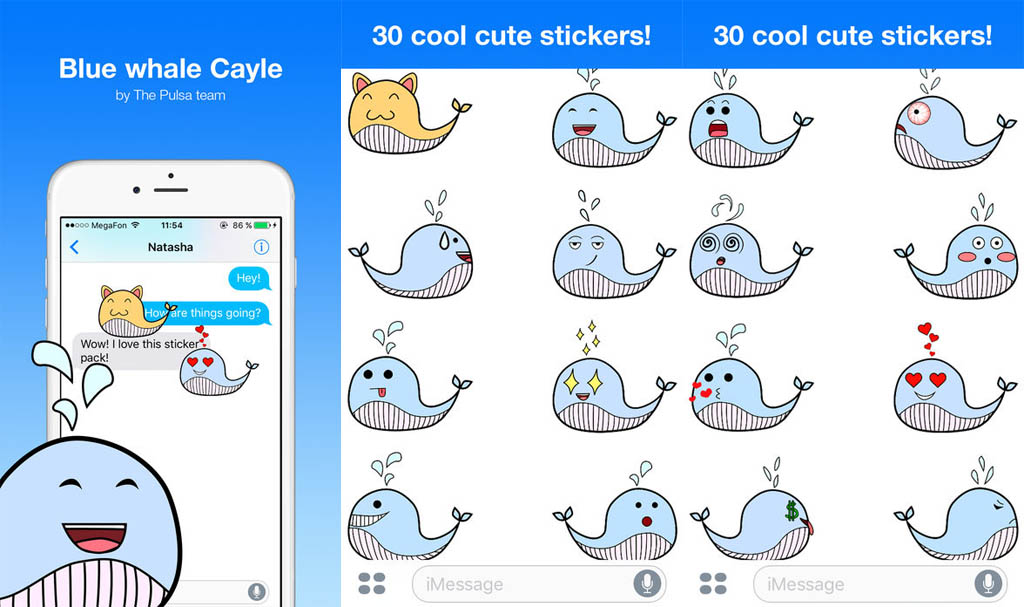 Blue whale Cayle
by The Pulsa team
MegaFon 11:54 86 %
Natasha
Hey!
How are things going?
Wow! I love this sticker
pack!
30 cool cute stickers!
$
iMessage
30 cool cute stickers!
iMessage